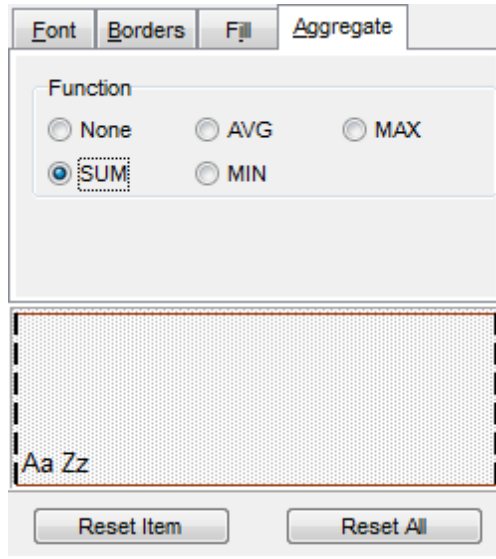 Font Borders Fill Aggregate
Function
None AVG MAX
SUM MIN
Aa Zz
Reset Item Reset All